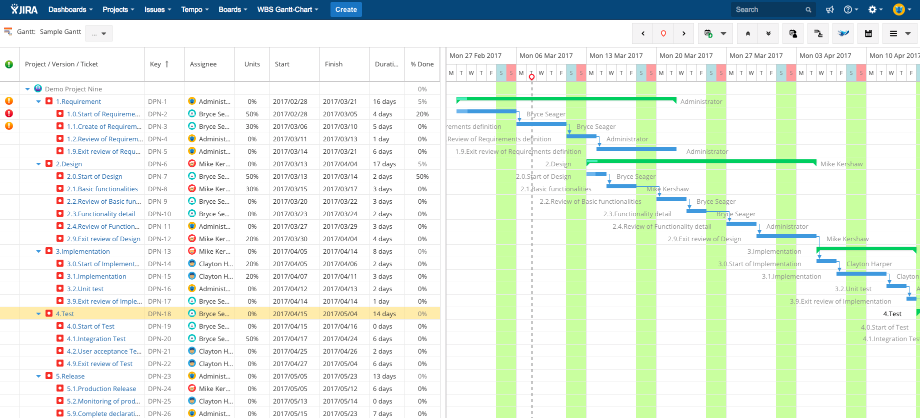 JIRA Dashboards Projects Issues Tempo Boards WBS Gantt-Chart Create Search
Gantt: Sample Gantt ...
Project / Version / Ticket Key Assignee Units Start Finish Durati... % Done
Mon 27 Feb 2017 Mon 06 Mar 2017 Mon 13 Mar 2017 Mon 20 Mar 2017 Mon 27 Mar 2017 Mon 03 Apr 2017 Mon 10 Apr 2017
M T W T F S S M T W T F S S M T W T F S S M T W T F S S M T W T F S S M T W T F S S M T W T F
Demo Project Nine 0%
1.Requirement DPN-1 Administ... 0% 2017/02/28 2017/03/21 16 days 5% Administrator
1.0.Start of Requirem... DPN-2 Bryce Se... 50% 2017/02/28 2017/03/05 4 days 20% Bryce Seager
1.1.Create of Requirem... DPN-3 Bryce Se... 30% 2017/03/06 2017/03/10 5 days 0% ements definition Bryce Seager
1.2.Review of Requirem... DPN-4 Administ... 0% 2017/03/11 2017/03/13 1 day 0% Review of Requirements definition Administrator
1.9.Exit review of Requ... DPN-5 Administ... 0% 2017/03/14 2017/03/21 6 days 0% 1.9.Exit review of Requirements definition Administrator
2.Design DPN-6 Mike Ker... 0% 2017/03/13 2017/04/04 17 days 5% 2.Design Mike Kershaw
2.0.Start of Design DPN-7 Bryce Se... 50% 2017/03/13 2017/03/14 2 days 50% 2.0.Start of Design Bryce Seager
2.1.Basic functionalities DPN-8 Mike Ker... 30% 2017/03/15 2017/03/17 3 days 0% 2.1.Basic functionalities Mike Kershaw
2.2.Review of Basic fun... DPN-9 Bryce Se... 0% 2017/03/20 2017/03/22 3 days 0% 2.2.Review of Basic functionalities Bryce Seager
2.3.Functionality detail DPN-10 Bryce Se... 0% 2017/03/23 2017/03/24 2 days 0% 2.3.Functionality detail Bryce Seager
2.4.Review of Functiona... DPN-11 Administ... 0% 2017/03/27 2017/03/29 3 days 0% 2.4.Review of Functionality detail Administrator
2.9.Exit review of Design DPN-12 Mike Ker... 20% 2017/03/30 2017/04/04 4 days 0% 2.9.Exit review of Design Mike Kershaw
3.Implementation DPN-13 Mike Ker... 0% 2017/04/05 2017/04/14 8 days 0% 3.Implementation
3.0.Start of Implement... DPN-14 Clayton H... 20% 2017/04/05 2017/04/06 2 days 0% 3.0.Start of Implementation Clayton Harper
3.1.Implementation DPN-15 Clayton H... 20% 2017/04/07 2017/04/11 3 days 0% 3.1.Implementation Clayton
3.2.Unit test DPN-16 Administ... 0% 2017/04/12 2017/04/13 2 days 0% 3.2.Unit test
3.9.Exit review of Imple... DPN-17 Bryce Se... 0% 2017/04/14 2017/04/14 1 day 0% 3.9.Exit review of Implementation
4.Test DPN-18 Bryce Se... 0% 2017/04/15 2017/05/04 14 days 0% 4.Test
4.0.Start of Test DPN-19 Bryce Se... 0% 2017/04/15 2017/04/16 0 days 0% 4.0.Start of Test
4.1.Integration Test DPN-20 Bryce Se... 50% 2017/04/17 2017/04/24 6 days 0% 4.1.Integration Test
4.2.User acceptance Te... DPN-21 Clayton H... 0% 2017/04/25 2017/04/26 2 days 0%
4.9.Exit review of Test DPN-22 Clayton H... 0% 2017/04/27 2017/05/04 6 days 0%
5.Release DPN-23 Administ... 0% 2017/05/05 2017/05/23 13 days 0%
5.1.Production Release DPN-24 Mike Ker... 0% 2017/05/05 2017/05/12 6 days 0%
5.2.Monitoring of prod... DPN-25 Clayton H... 0% 2017/05/13 2017/05/14 0 days 0%
5.9.Complete declarati... DPN-26 Administ... 0% 2017/05/15 2017/05/23 7 days 0%